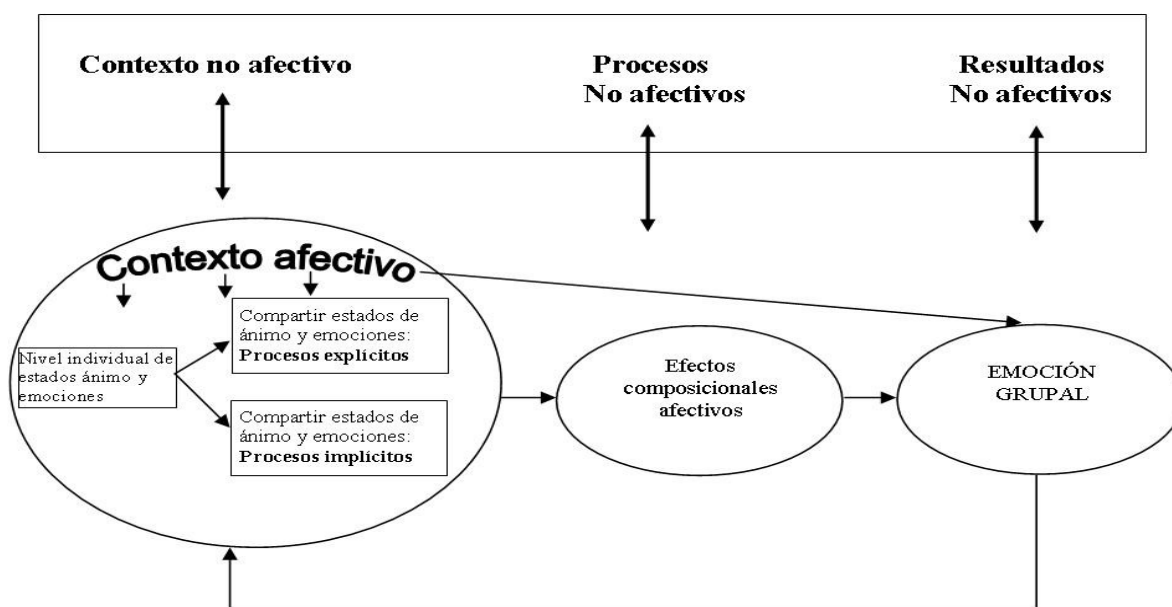 Contexto no afectivo
Procesos
No afectivos
Resultados
No afectivos
Contexto afectivo
Nivel individual de
estados ánimo y
emociones
Compartir estados de
ánimo y emociones:
Procesos explícitos
Compartir estados de
ánimo y emociones:
Procesos implícitos
Efectos
composicionales
afectivos
EMOCIÓN
GRUPAL